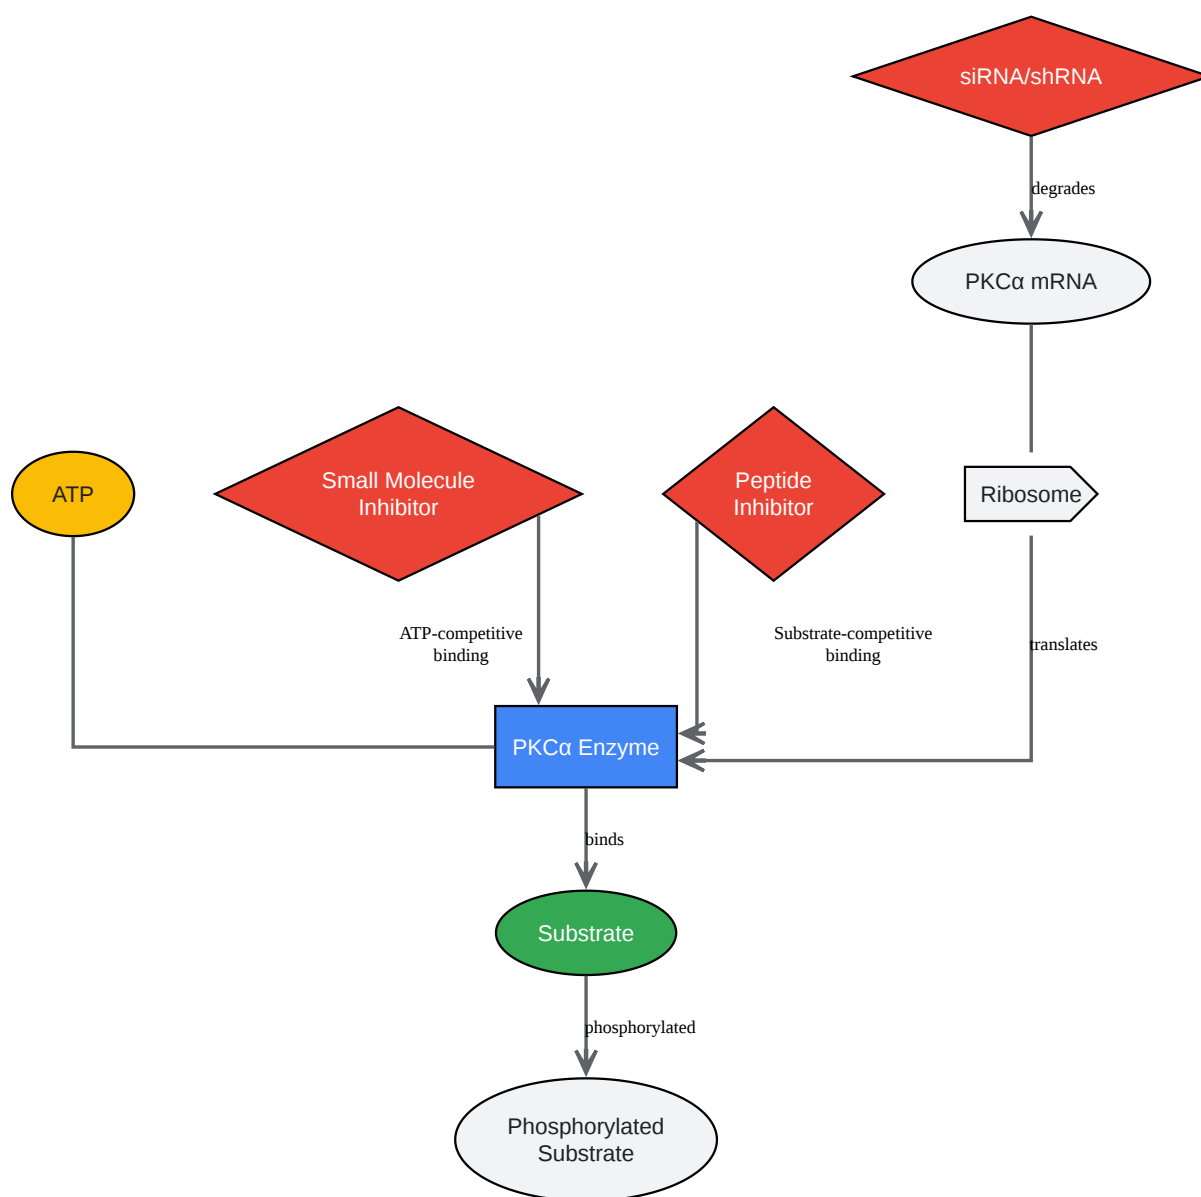 siRNA/shRNA
degrades
PKCα mRNA
ATP
Small Molecule
Inhibitor
Peptide
Inhibitor
Ribosome
ATP-competitive
binding
Substrate-competitive
binding
translates
PKCα Enzyme
binds
Substrate
phosphorylated
Phosphorylated
Substrate